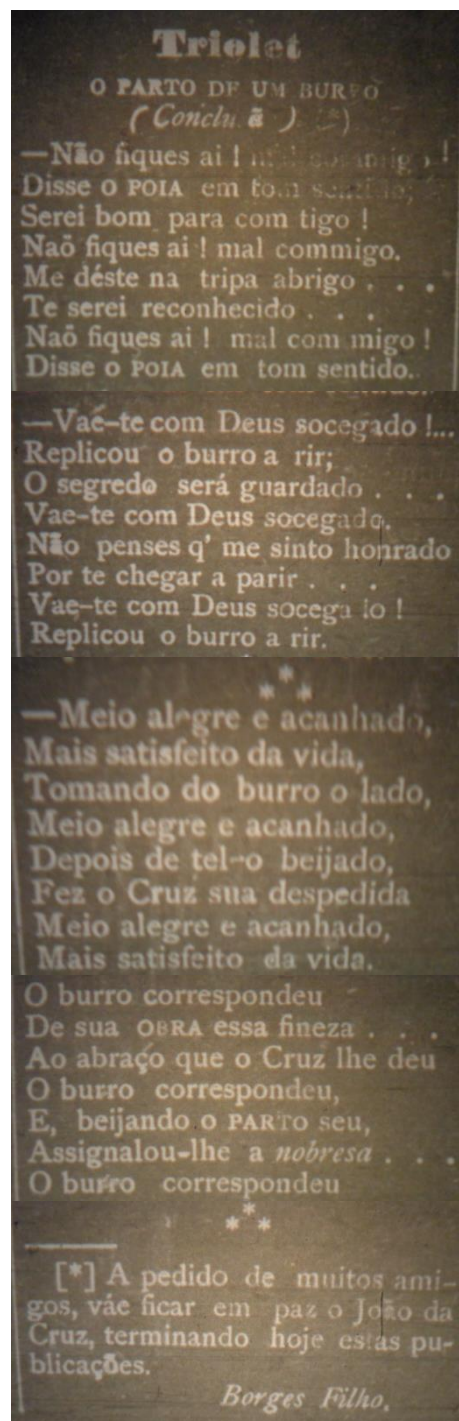 Triolet
O PARTO DE UM BURRO
(Conclu ã ) (*)
—Não fiques ai ! mal commigo !
Disse o POIA em tom sentido;
Serei bom para com tigo !
Naõ fiques ai ! mal commigo.
Me déste na tripa abrigo . . .
Te serei reconhecido . . .
Naõ fiques ai ! mal com migo !
Disse o POIA em tom sentido.
—Vaé-te com Deus socegado !...
Replicou o burro a rir;
O segredo será guardado . . .
Vae-te com Deus socegado.
Não penses q' me sinto honrado
Por te chegar a parir . . .
Vae-te com Deus socega do !
Replicou o burro a rir.
***
—Meio alegre e acanhado,
Mais satisfeito da vida,
Tomando do burro o lado,
Meio alegre e acanhado,
Depois de tel-o beijado,
Fez o Cruz sua despedida
Meio alegre e acanhado,
Mais satisfeito da vida.
O burro correspondeu
De sua OBRA essa fineza . . .
Ao abraço que o Cruz lhe deu
O burro correspondeu,
E, beijando o PARTO seu,
Assignalou-lhe a nobresa . . .
O burro correspondeu
***
[*] A pedido de muitos ami-
gos, váe ficar em paz o João da
Cruz, terminando hoje estas pu-
blicações.
Borges Filho.